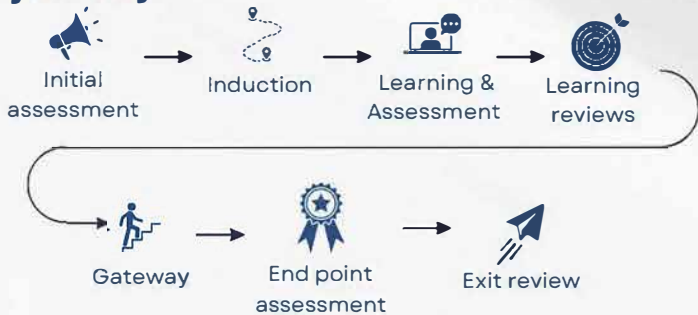 Initial
assessment
Induction
Learning &
Assessment
Learning
reviews
Gateway
End point
assessment
Exit review